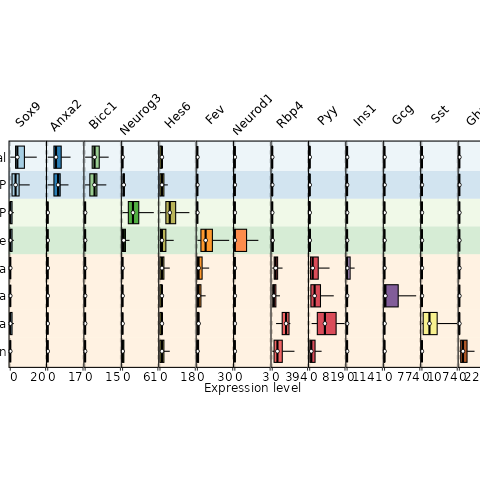 Sox9 Anxa2 Bicc1 Neurog3 Hes6 Fev Neurod1 Rbp4 Pyy Ins1 Gcg Sst Gh
al
P
P
e
a
a
a
n
0 20 0 17 0 15 0 61 0 18 0 30 0 3 0 394 0 819 0 1141 0 774 0 1074 0 22
Expression level